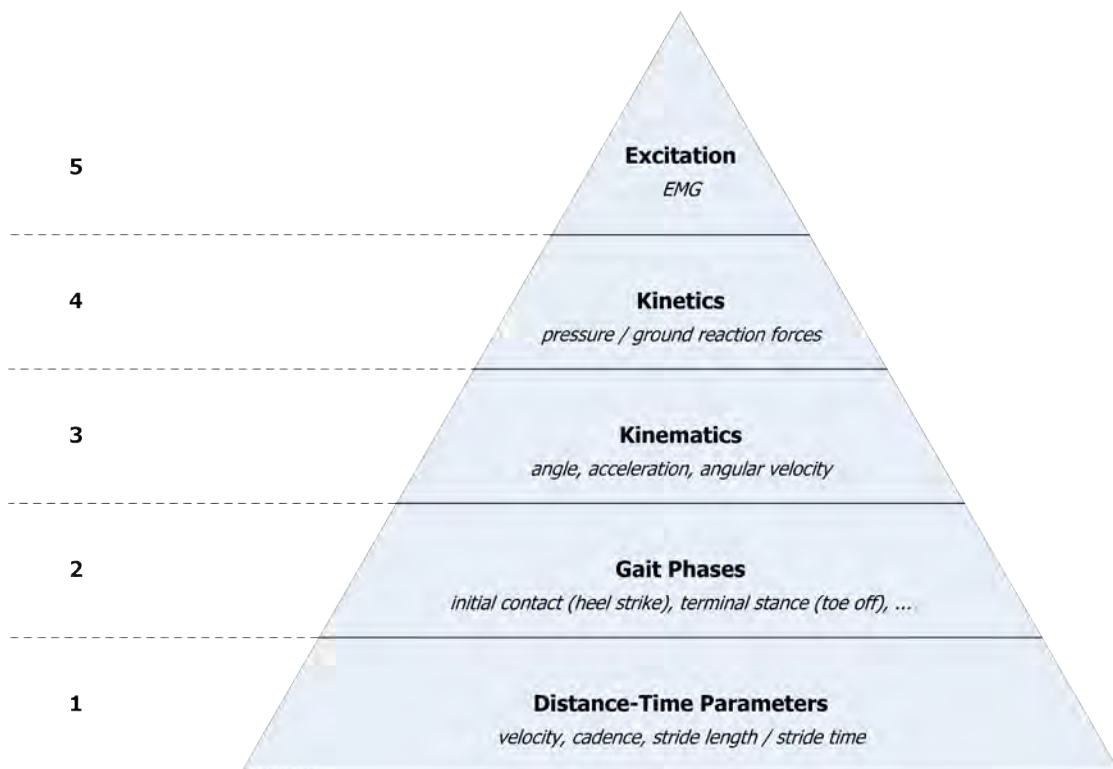 5
Excitation
EMG
4
Kinetics
pressure / ground reaction forces
3
Kinematics
angle, acceleration, angular velocity
2
Gait Phases
initial contact (heel strike), terminal stance (toe off), ...
1
Distance-Time Parameters
velocity, cadence, stride length / stride time